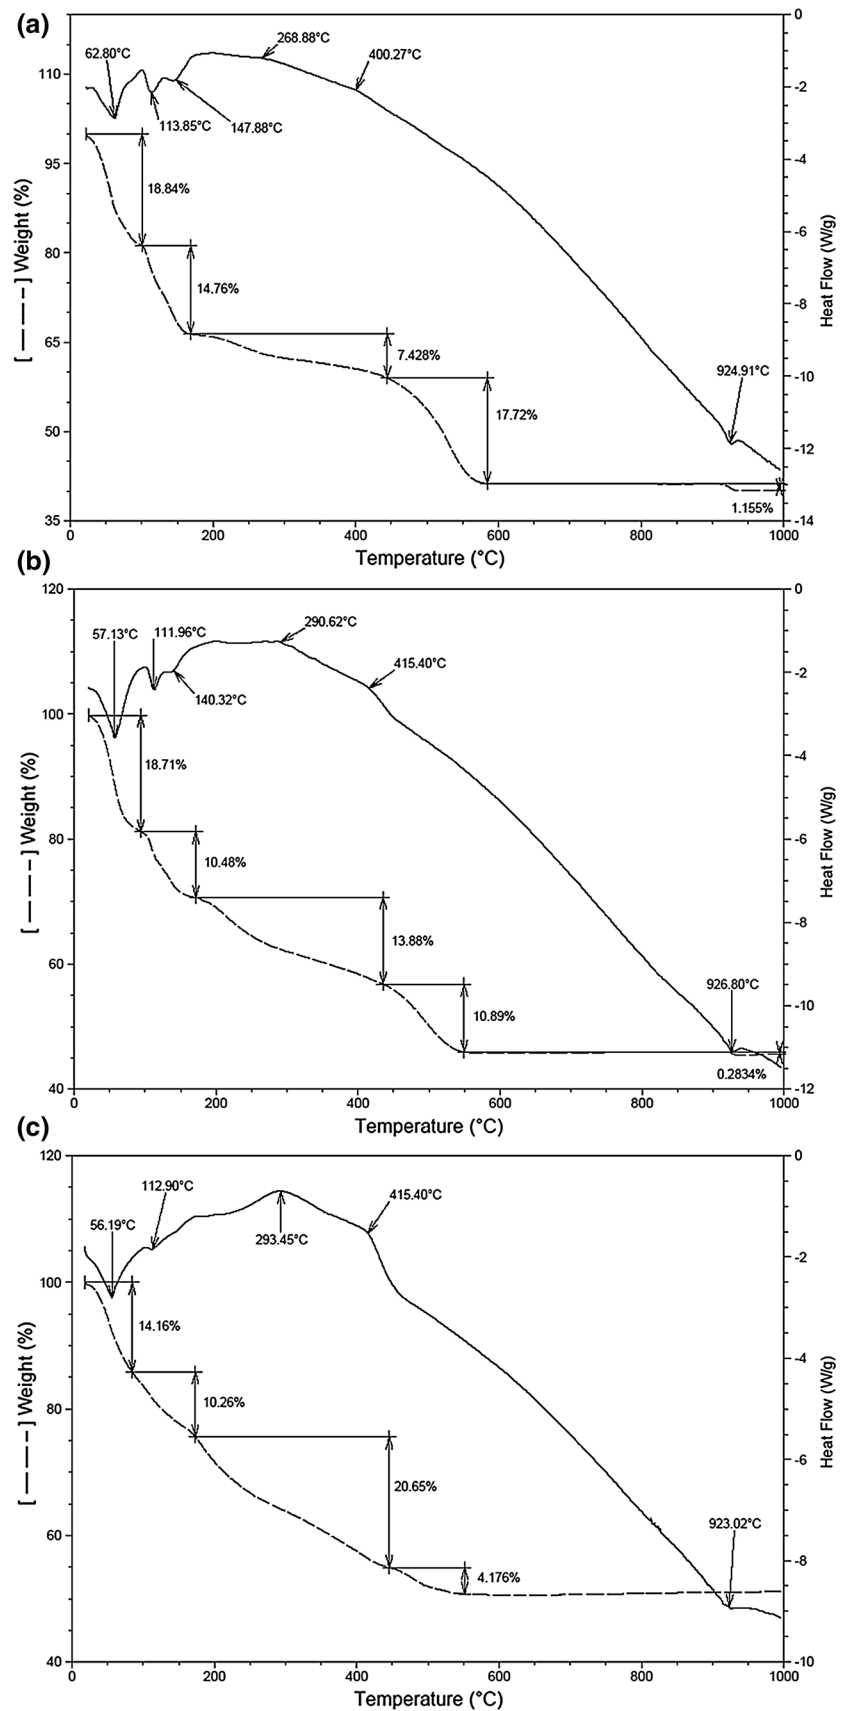 (a)
62.80°C
268.88°C
400.27°C
113.85°C
147.88°C
18.84%
14.76%
7.428%
17.72%
924.91°C
1.155%
110
95
80
65
50
35
0
-2
-4
-6
-8
-10
-12
-14
[ — — – ] Weight (%)
Heat Flow (W/g)
0
200
400
600
800
1000
Temperature (°C)
(b)
57.13°C
111.96°C
290.62°C
415.40°C
140.32°C
18.71%
10.48%
13.88%
10.89%
926.80°C
0.2834%
120
100
80
60
40
0
-2
-4
-6
-8
-10
-12
[ — — – ] Weight (%)
Heat Flow (W/g)
0
200
400
600
800
1000
Temperature (°C)
(c)
56.19°C
112.90°C
293.45°C
415.40°C
14.16%
10.26%
20.65%
4.176%
923.02°C
120
100
80
60
40
0
-2
-4
-6
-8
-10
[ — — – ] Weight (%)
Heat Flow (W/g)
0
200
400
600
800
1000
Temperature (°C)